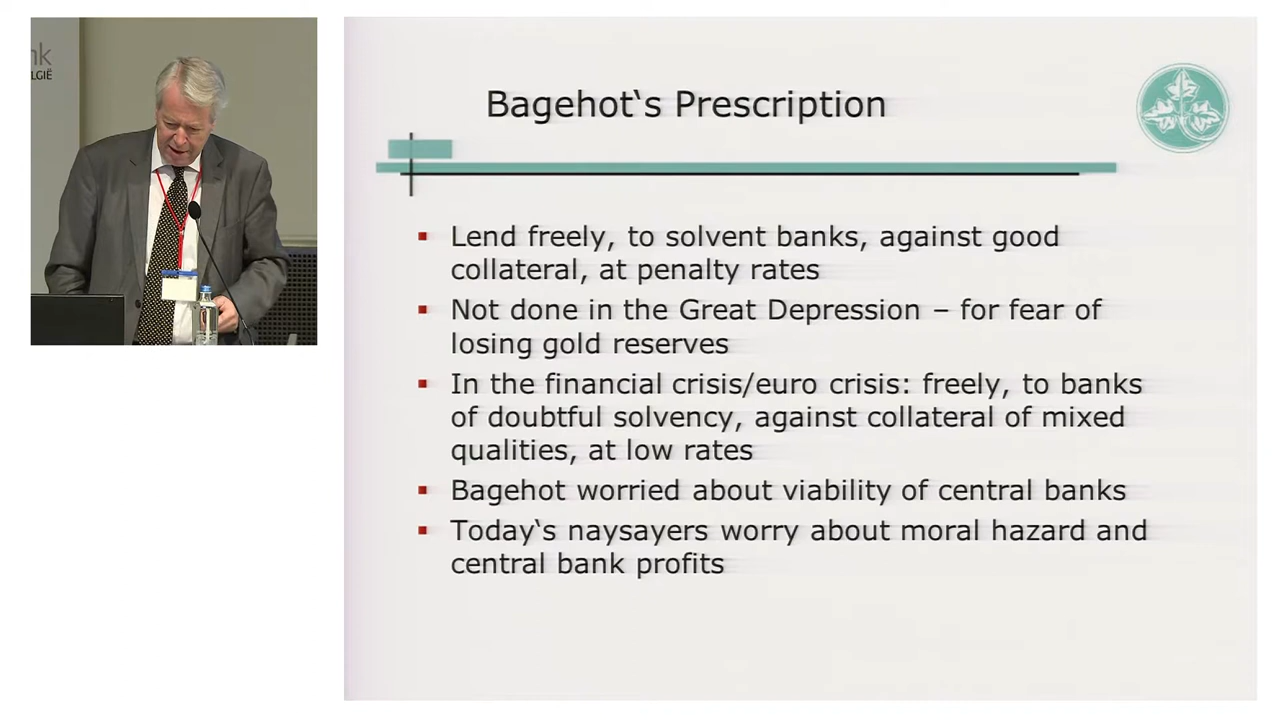 nk
LGIË
Bagehot‘s Prescription
▪ Lend freely, to solvent banks, against good
collateral, at penalty rates
▪ Not done in the Great Depression – for fear of
losing gold reserves
▪ In the financial crisis/euro crisis: freely, to banks
of doubtful solvency, against collateral of mixed
qualities, at low rates
▪ Bagehot worried about viability of central banks
▪ Today‘s naysayers worry about moral hazard and
central bank profits